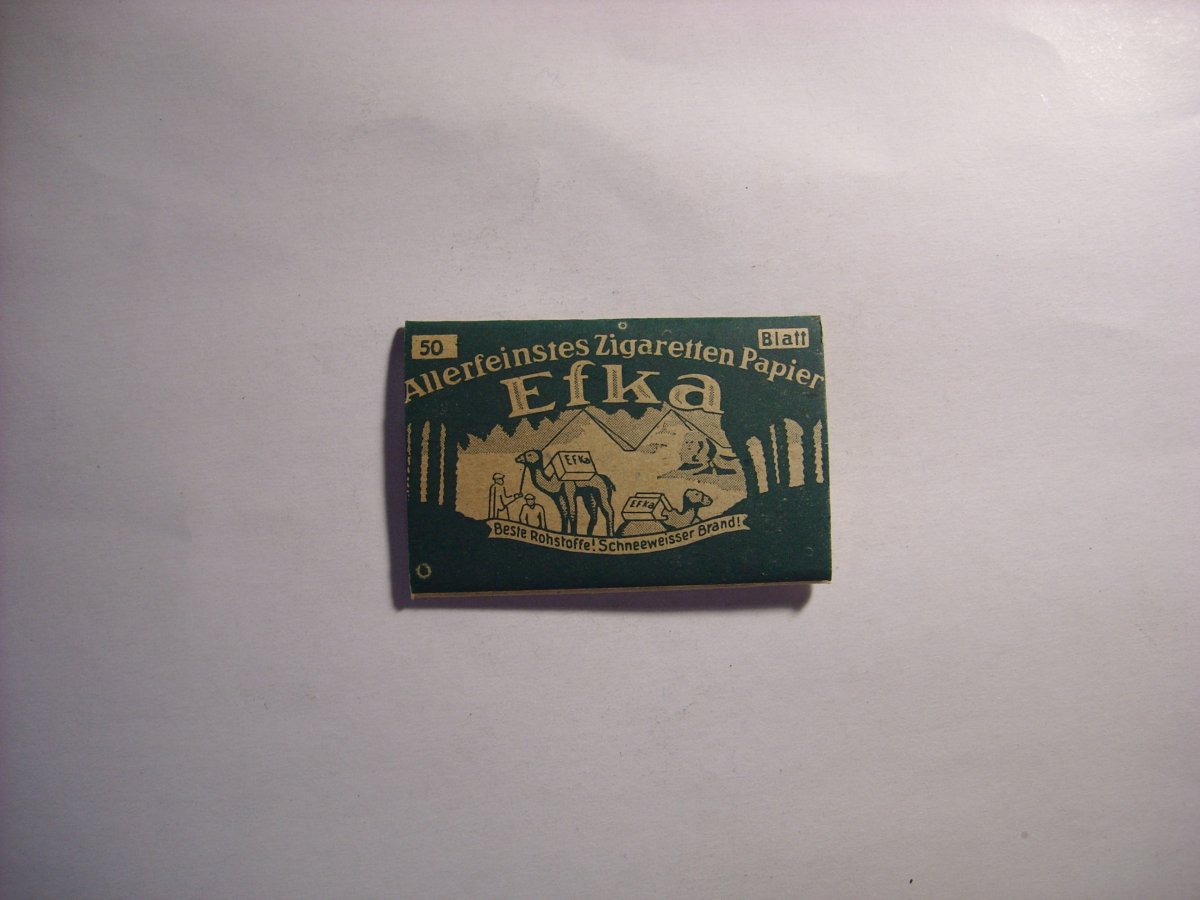 50 Blatt
Allerfeinstes Zigaretten Papier
Efka
Efka
Efka
Beste Rohstoffe! Schneeweisser Brand!